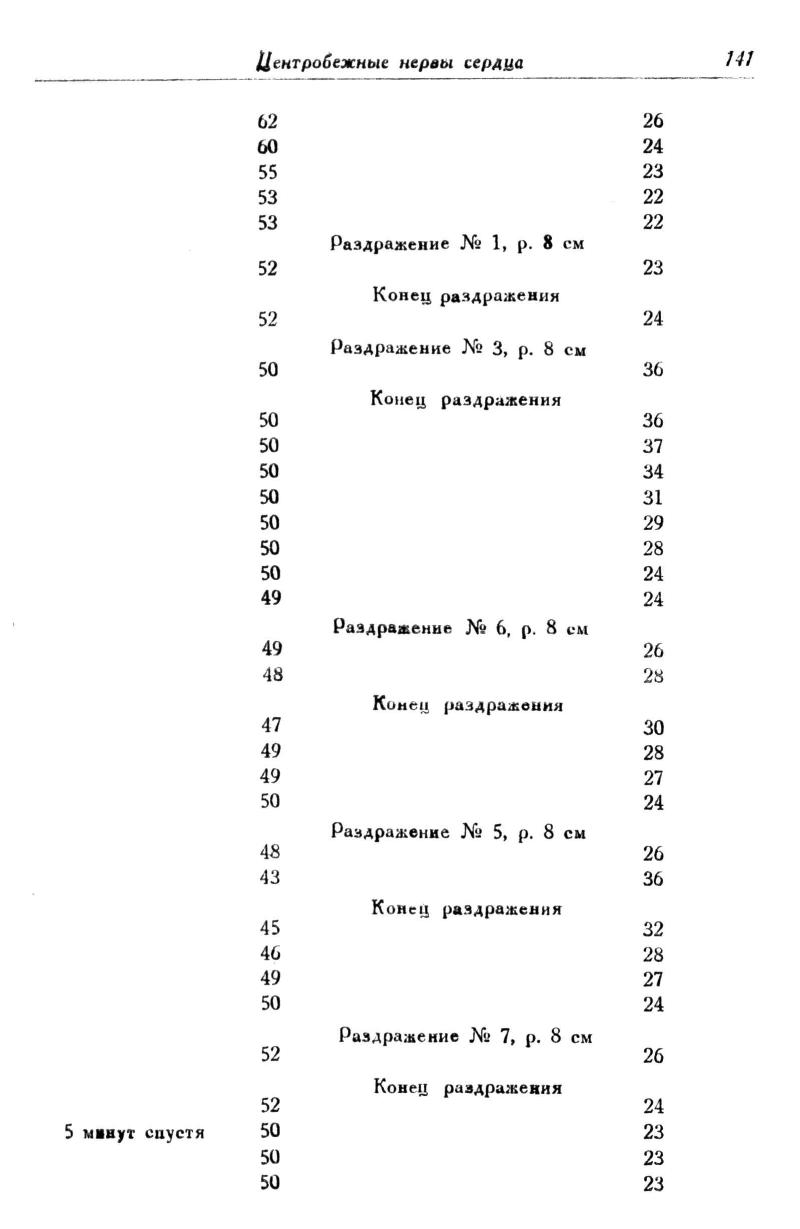 Центробежные нервы сердца 141
62 26
60 24
55 23
53 22
53 22
Раздражение № 1, р. 8 см
52 23
Конец раздражения
52 24
Раздражение № 3, р. 8 см
50 36
Конец раздражения
50 36
50 37
50 34
50 31
50 29
50 28
50 24
49 24
Раздражение № 6, р. 8 см
49 26
48 28
Конец раздражения
47 30
49 28
49 27
50 24
Раздражение № 5, р. 8 см
48 26
43 36
Конец раздражения
45 32
46 28
49 27
50 24
Раздражение № 7, р. 8 см
52 26
Конец раздражения
52 24
5 минут спустя 50 23
50 23
50 23